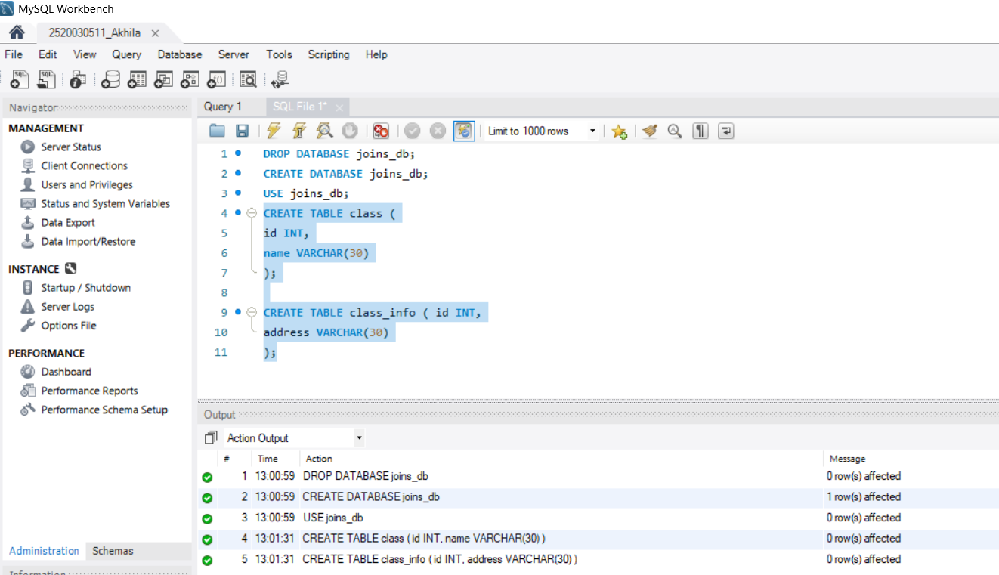 MySQL Workbench
2520030511_Akhila
File Edit View Query Database Server Tools Scripting Help
Navigator
MANAGEMENT
Server Status
Client Connections
Users and Privileges
Status and System Variables
Data Export
Data Import/Restore
INSTANCE
Startup / Shutdown
Server Logs
Options File
PERFORMANCE
Dashboard
Performance Reports
Performance Schema Setup
Administration Schemas
Information
Query 1 SQL File 1*
Limit to 1000 rows
1 DROP DATABASE joins_db;
2 CREATE DATABASE joins_db;
3 USE joins_db;
4 CREATE TABLE class (
5 id INT,
6 name VARCHAR(30)
7 );
8
9 CREATE TABLE class_info ( id INT,
10 address VARCHAR(30)
11 );
Output
Action Output
# Time Action Message
1 13:00:59 DROP DATABASE joins_db 0 row(s) affected
2 13:00:59 CREATE DATABASE joins_db 1 row(s) affected
3 13:00:59 USE joins_db 0 row(s) affected
4 13:01:31 CREATE TABLE class ( id INT, name VARCHAR(30) ) 0 row(s) affected
5 13:01:31 CREATE TABLE class_info ( id INT, address VARCHAR(30) ) 0 row(s) affected